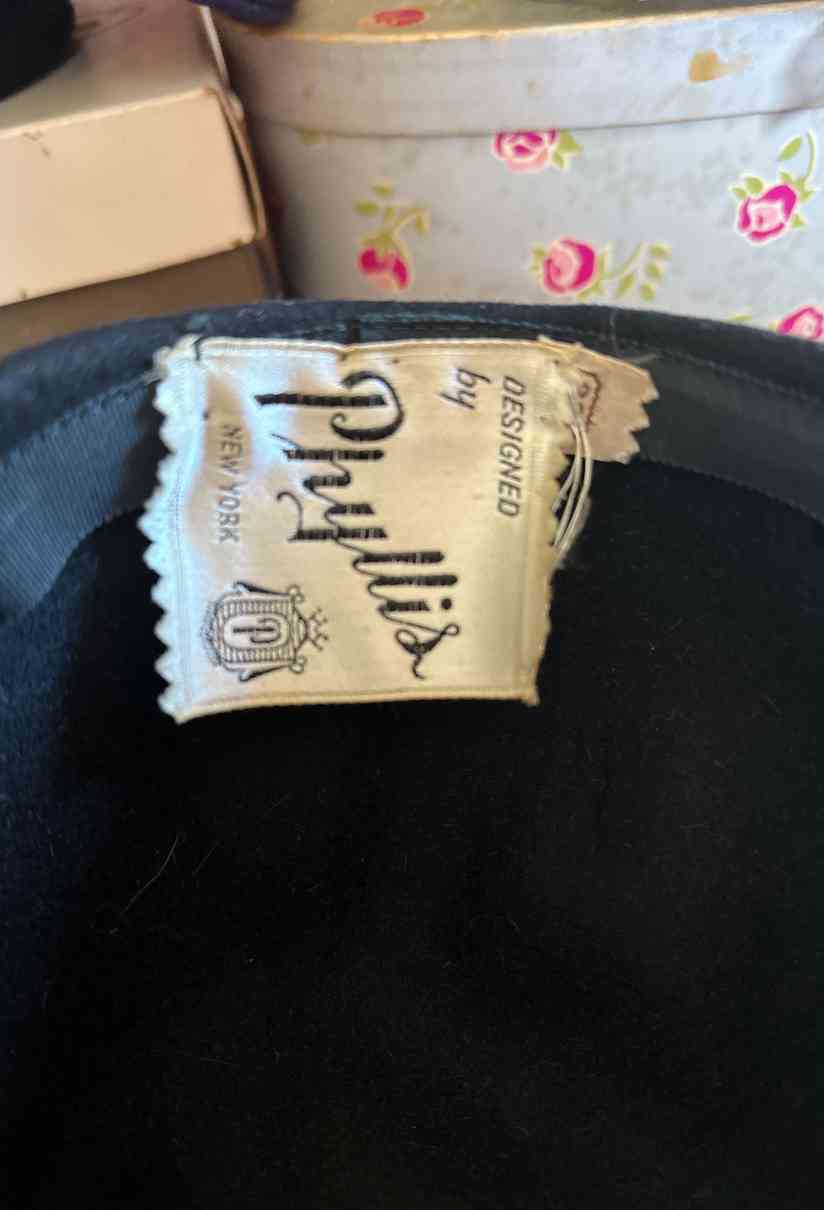 DESIGNED
by
Phyllis
NEW YORK
P